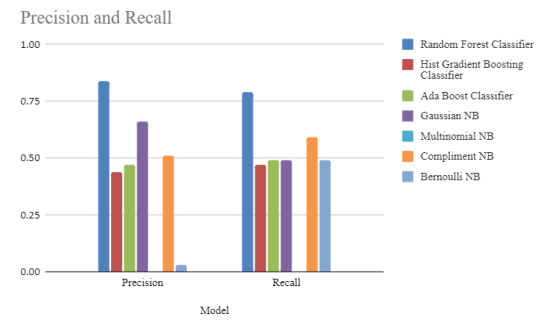 Precision and Recall
1.00
0.75
0.50
0.25
0.00
Precision
Recall
Model
Random Forest Classifier
Hist Gradient Boosting
Classifier
Ada Boost Classifier
Gaussian NB
Multinomial NB
Compliment NB
Bernoulli NB